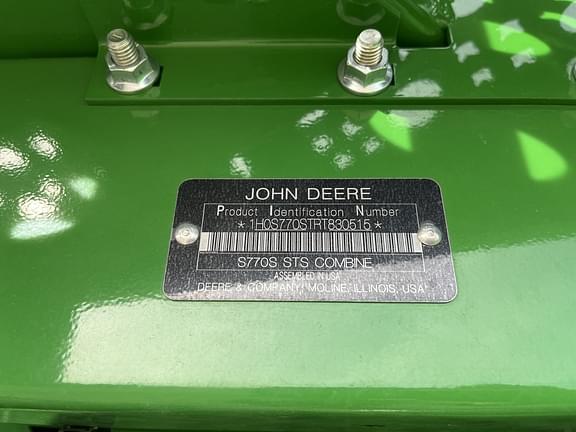 JOHN DEERE
Product Identification Number
* 1H0S770STRT830515 *
S770S STS COMBINE
ASSEMBLED IN USA
DEERE & COMPANY, MOLINE, ILLINOIS, USA